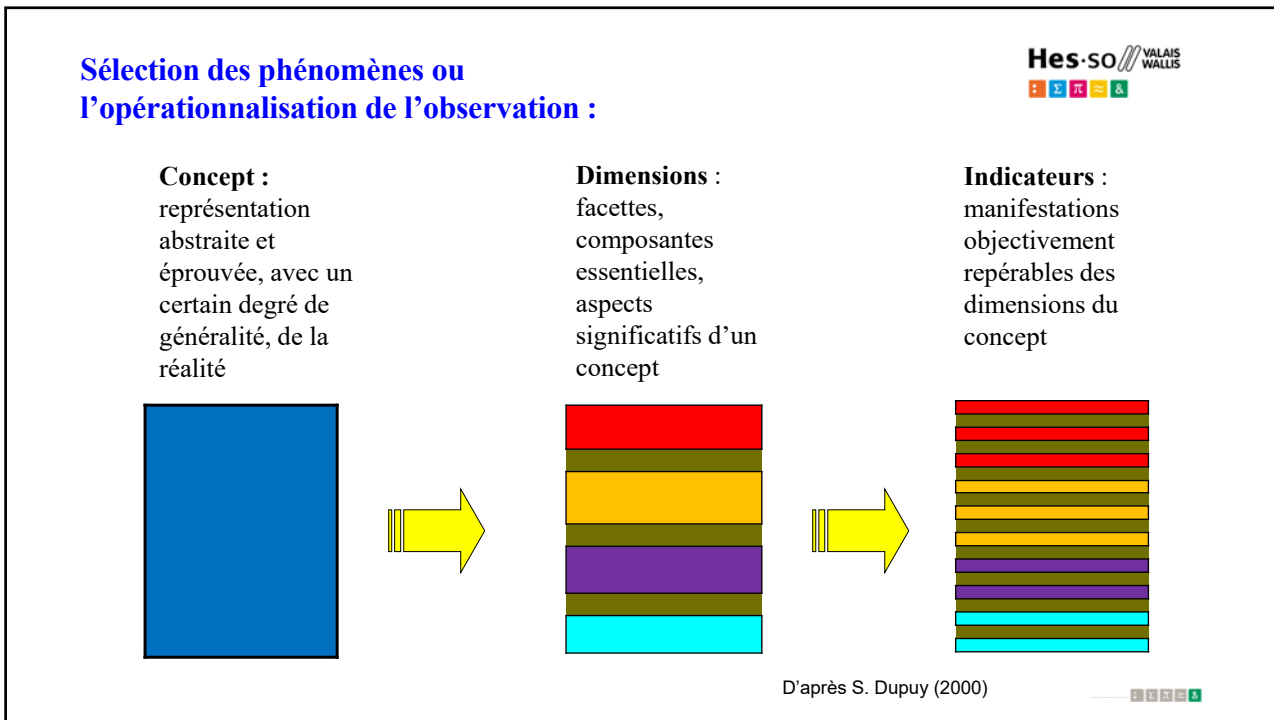 Sélection des phénomènes ou
l'opérationnalisation de l'observation :
Hes·so// VALAIS
WALLIS
: Σ π ≈ &
Concept :
représentation
abstraite et
éprouvée, avec un
certain degré de
généralité, de la
réalité
Dimensions :
facettes,
composantes
essentielles,
aspects
significatifs d'un
concept
Indicateurs :
manifestations
objectivement
repérables des
dimensions du
concept
D'après S. Dupuy (2000)
: Σ π ≈ &